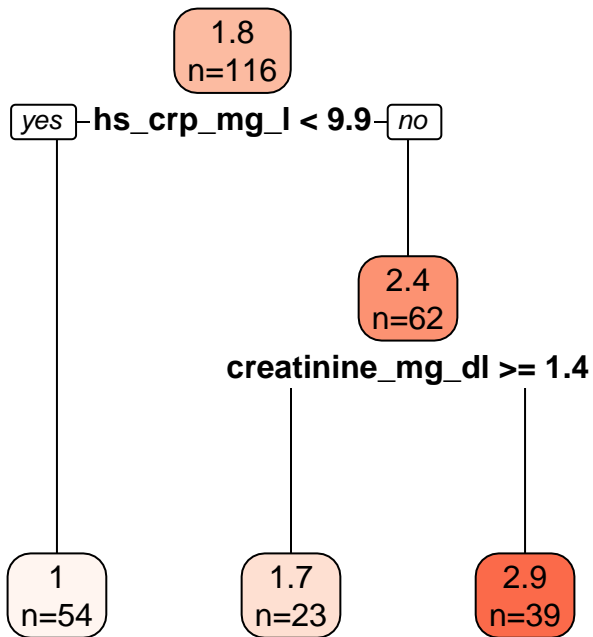 1.8
n=116
yes hs_crp_mg_l < 9.9 no
2.4
n=62
creatinine_mg_dl >= 1.4
1
n=54
1.7
n=23
2.9
n=39